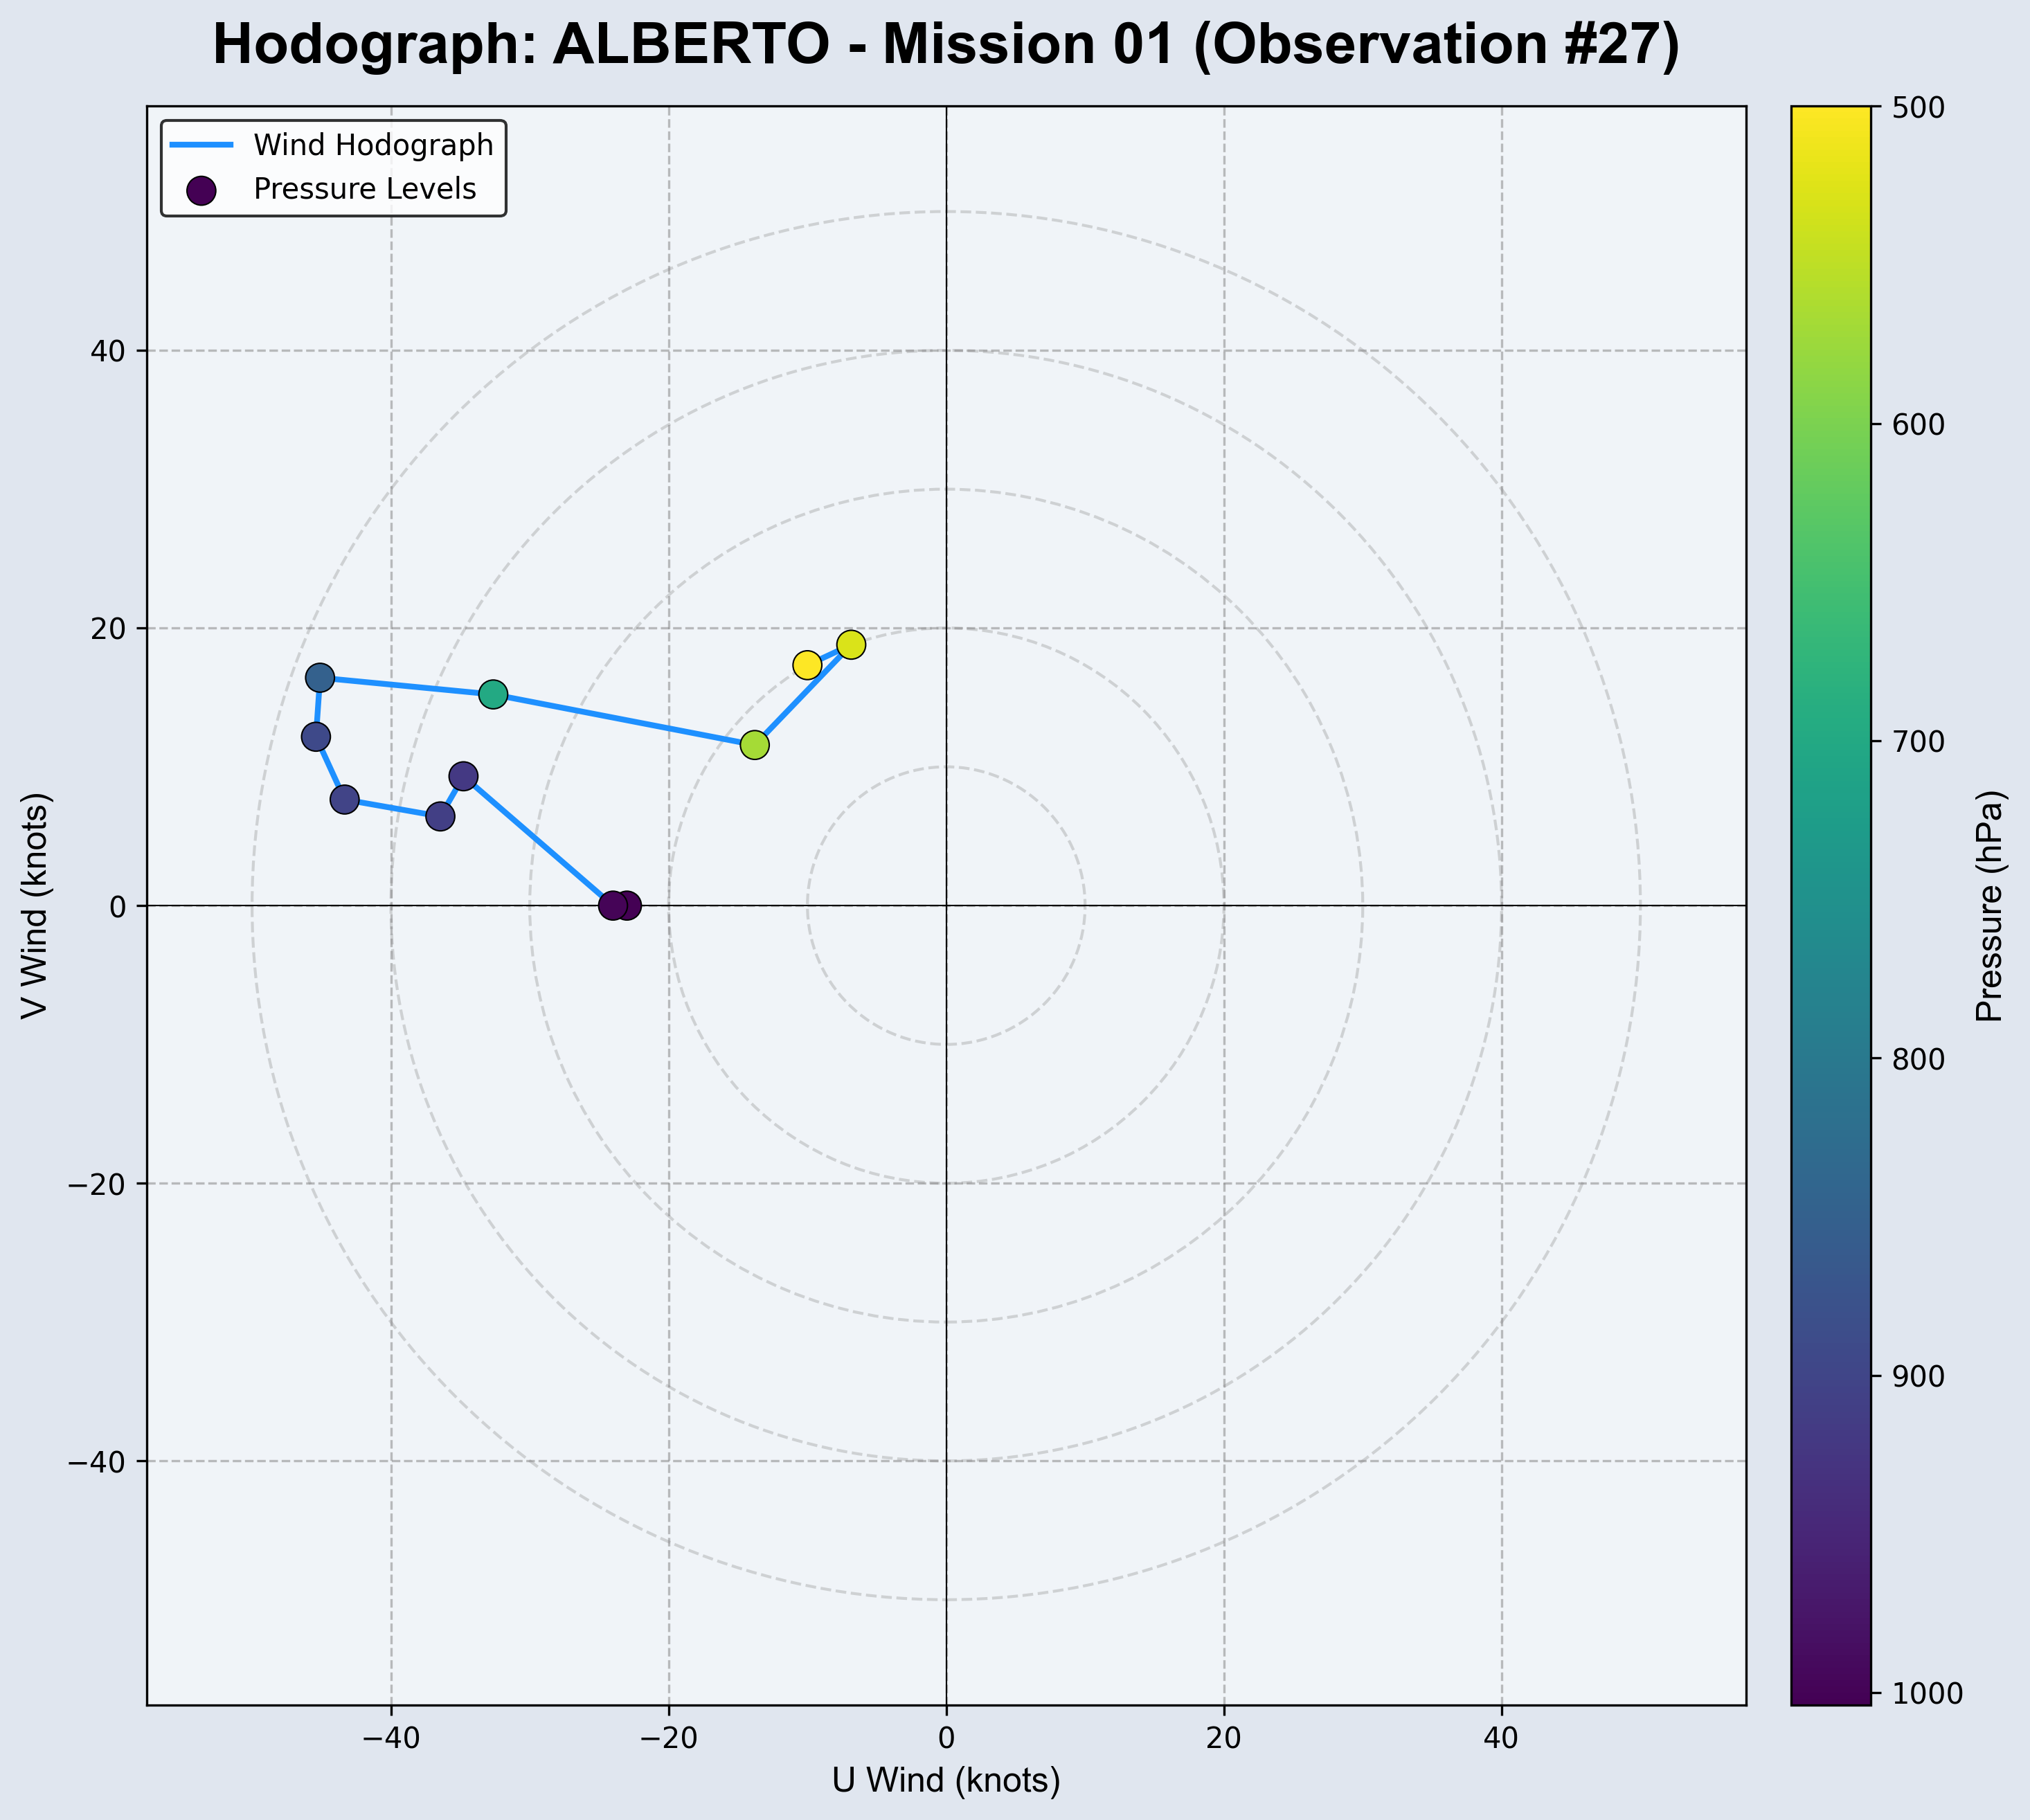 Hodograph: ALBERTO - Mission 01 (Observation #27)
Wind Hodograph
Pressure Levels
V Wind (knots)
40
20
0
−20
−40
−40
−20
0
20
40
U Wind (knots)
500
600
700
800
900
1000
Pressure (hPa)